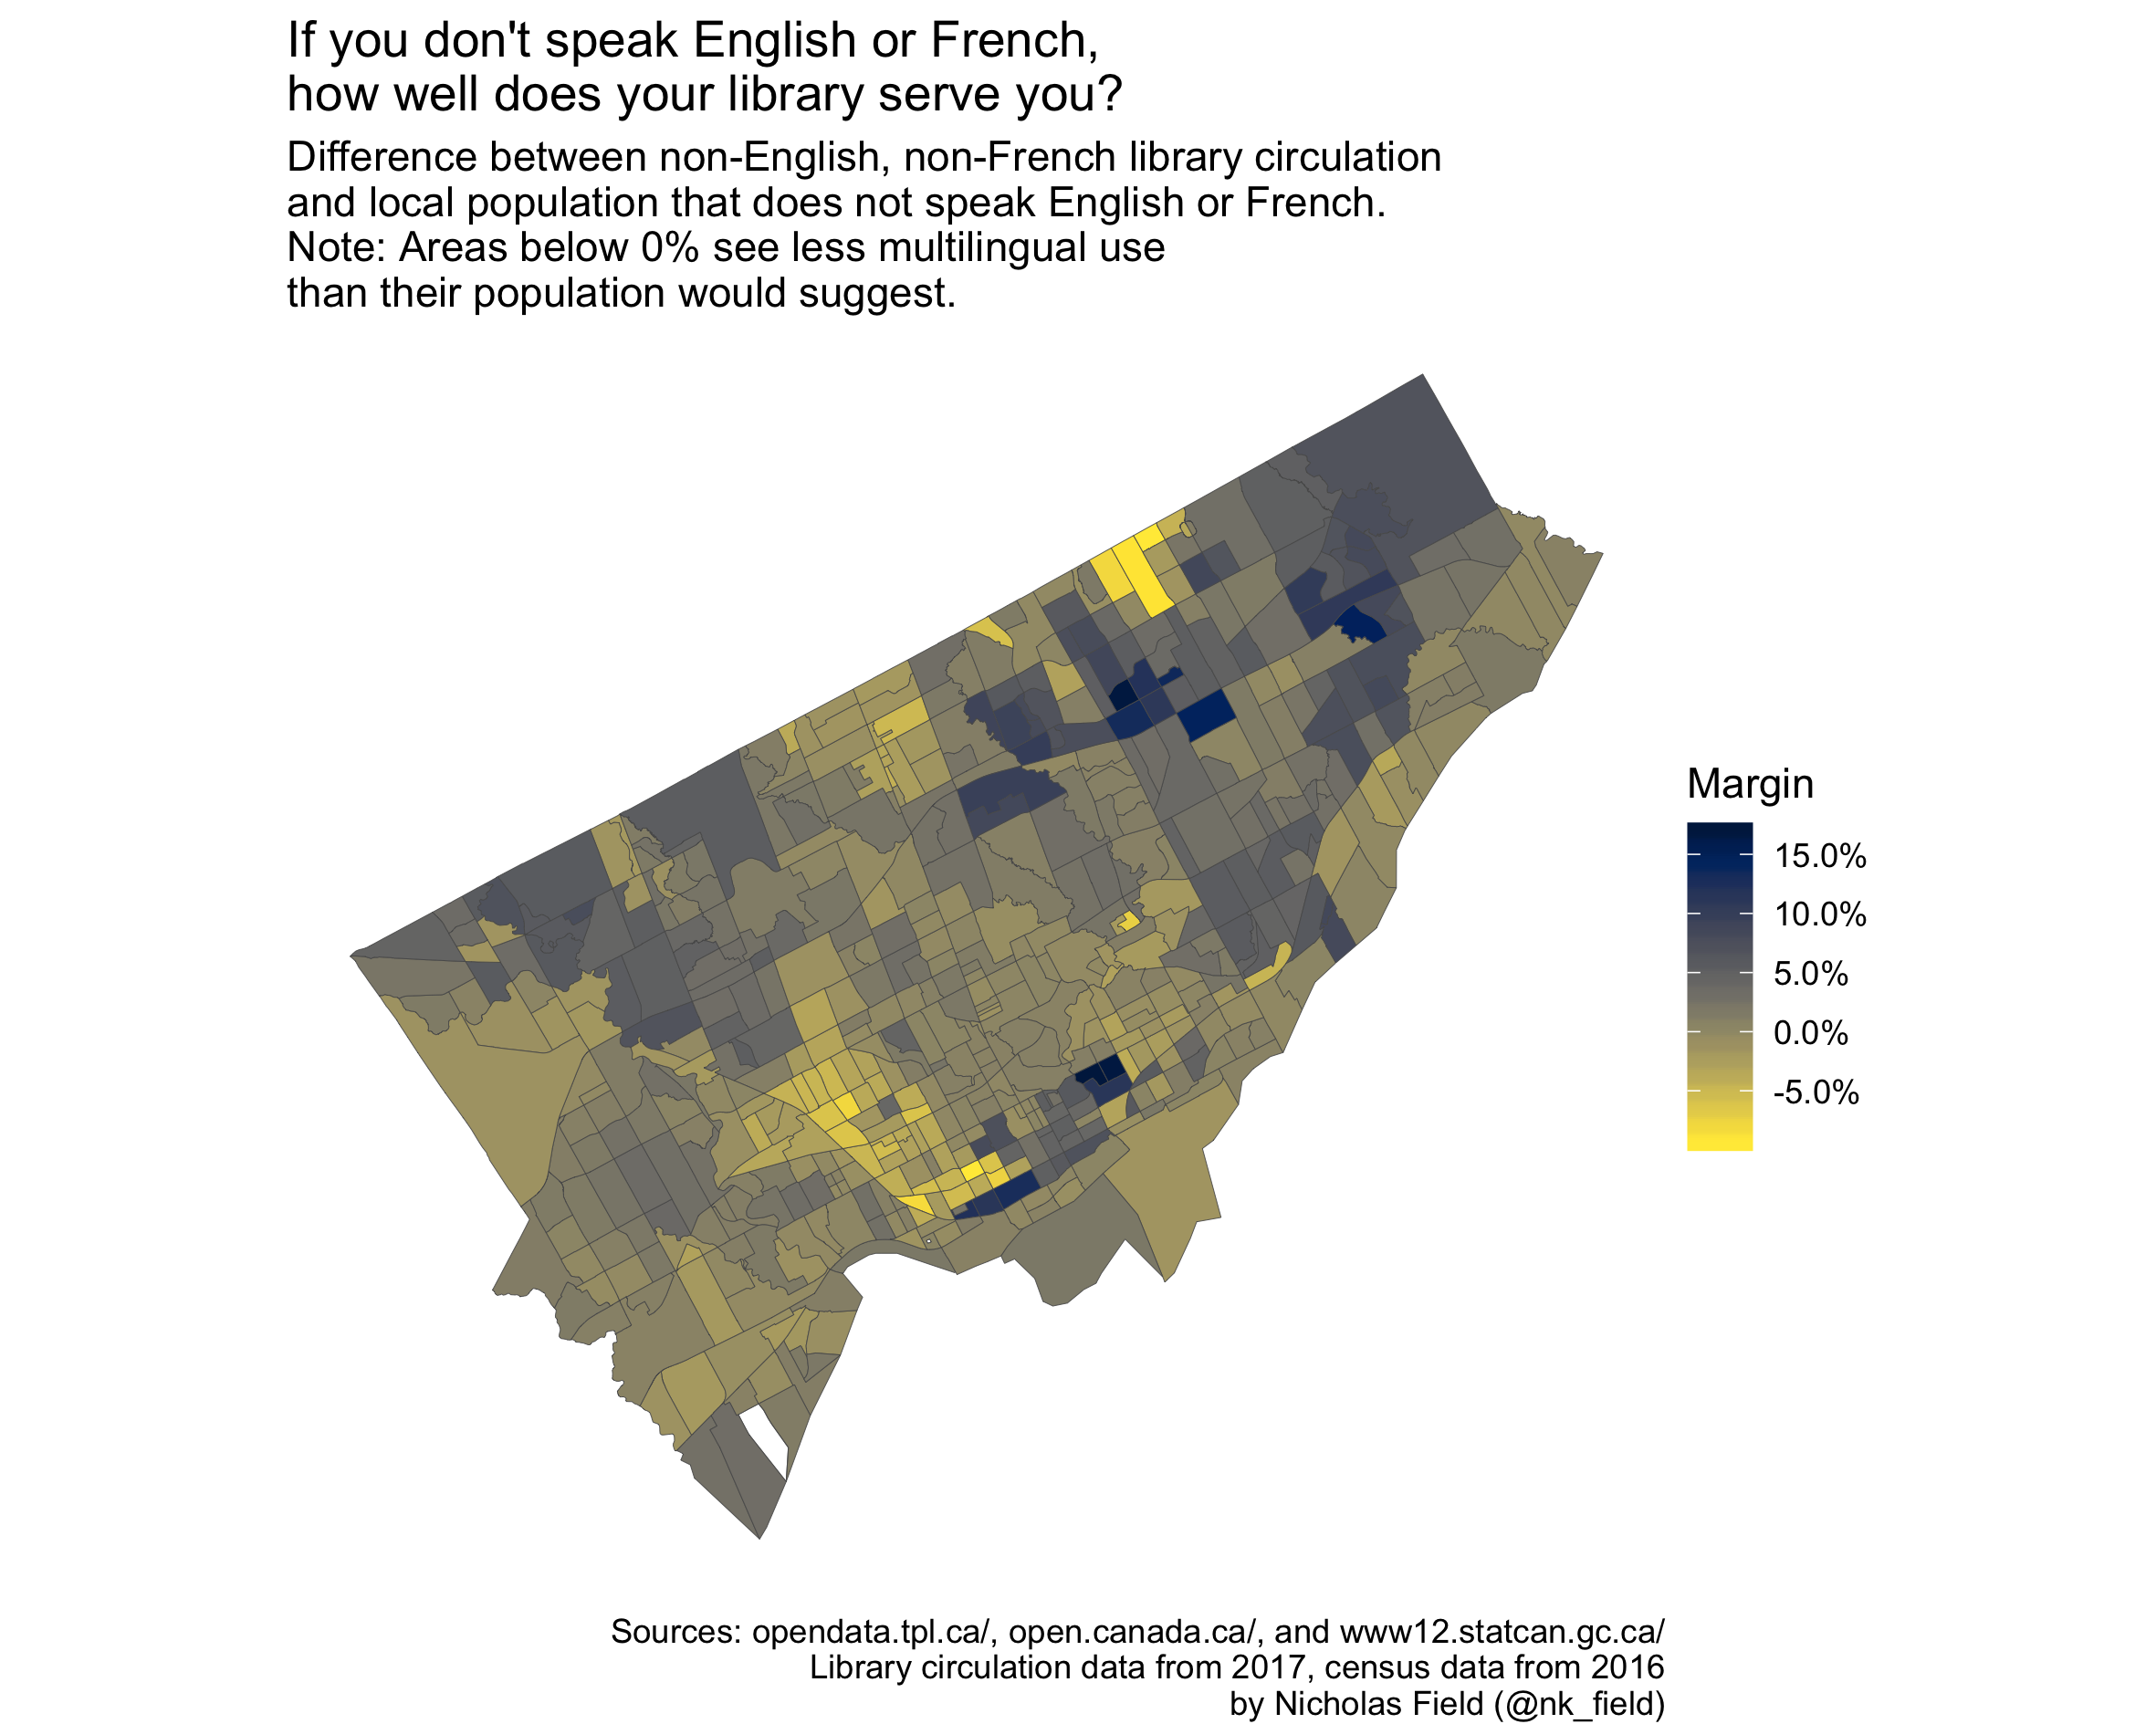 If you don't speak English or French,
how well does your library serve you?
Difference between non-English, non-French library circulation
and local population that does not speak English or French.
Note: Areas below 0% see less multilingual use
than their population would suggest.
Margin
15.0%
10.0%
5.0%
0.0%
-5.0%
Sources: opendata.tpl.ca/, open.canada.ca/, and www12.statcan.gc.ca/
Library circulation data from 2017, census data from 2016
by Nicholas Field (@nk_field)